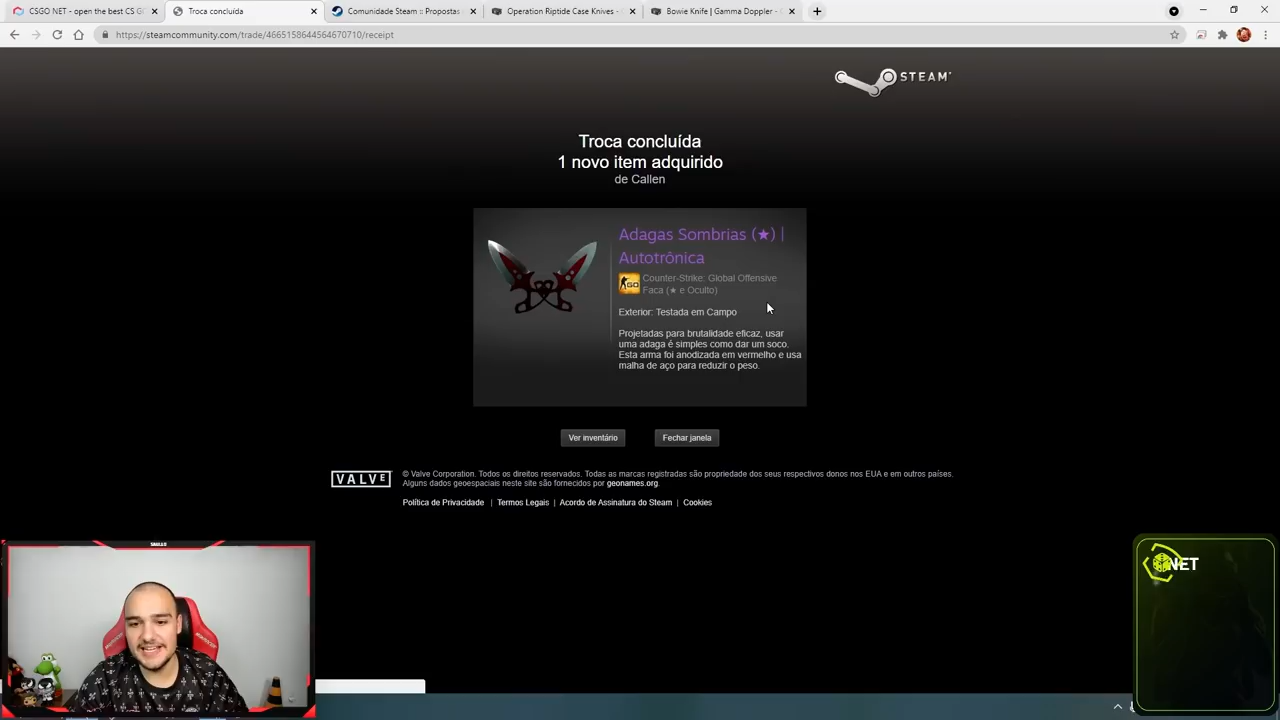 CSGO NET - open the best CS GO
Troca concluída
Comunidade Steam :: Propostas
Operation Riptide Case Knives -
Bowie Knife | Gamma Doppler -
https://steamcommunity.com/trade/4665158644564670710/receipt
STEAM
Troca concluída
1 novo item adquirido
de Callen
Adagas Sombrias (★) |
Autotrônica
GO
Counter-Strike: Global Offensive
Faca (★ e Oculto)
Exterior: Testada em Campo
Projetadas para brutalidade eficaz, usar
uma adaga é simples como dar um soco.
Esta arma foi anodizada em vermelho e usa
malha de aço para reduzir o peso.
Ver inventário
Fechar janela
VALVE
© Valve Corporation. Todos os direitos reservados. Todas as marcas registradas são propriedade dos seus respectivos donos nos EUA e em outros países.
Alguns dados geoespaciais neste site são fornecidos por geonames.org.
Política de Privacidade | Termos Legais | Acordo de Assinatura do Steam | Cookies
NET